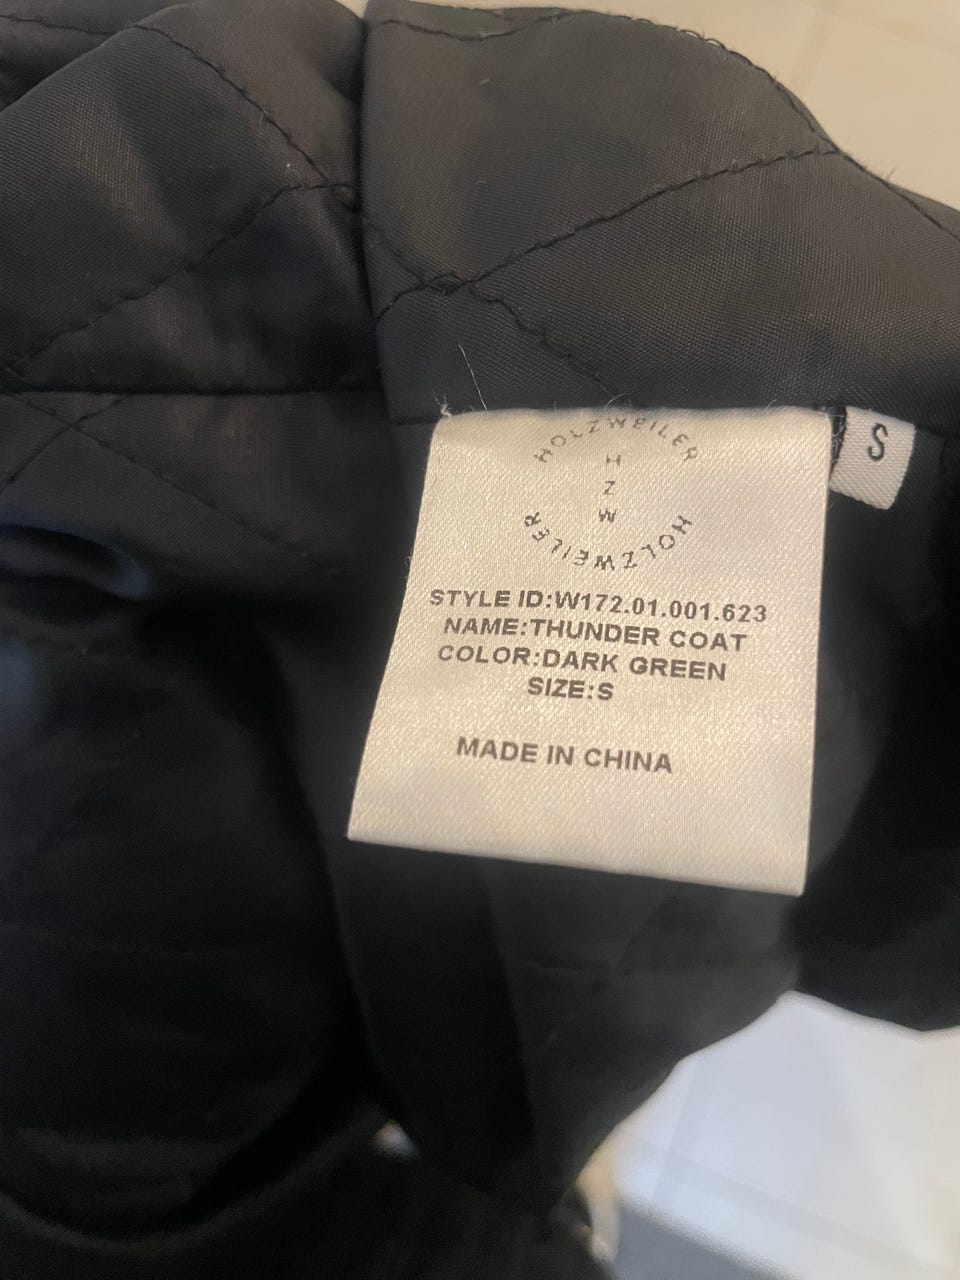 HOLZWEILER
H
Z
W
HOLZWEILER
S
STYLE ID:W172.01.001.623
NAME:THUNDER COAT
COLOR:DARK GREEN
SIZE:S
MADE IN CHINA